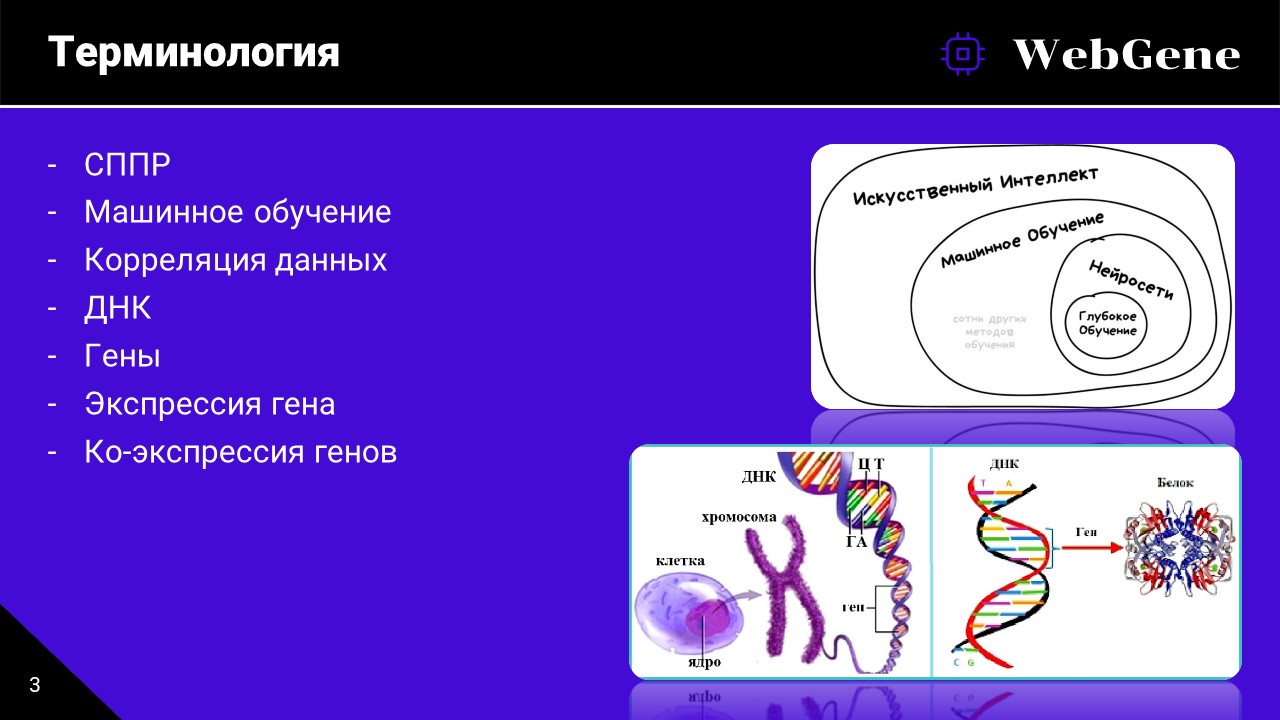 Терминология
WebGene
- СППР
- Машинное обучение
- Корреляция данных
- ДНК
- Гены
- Экспрессия гена
- Ко-экспрессия генов
Искусственный Интеллект
Машинное Обучение
Нейросети
Глубокое
Обучение
сотни других
методов
обучения
ДНК
Ц Т
хромосома
Г А
клетка
ген
ядро
ДНК
T A
Белок
Ген
C G
3